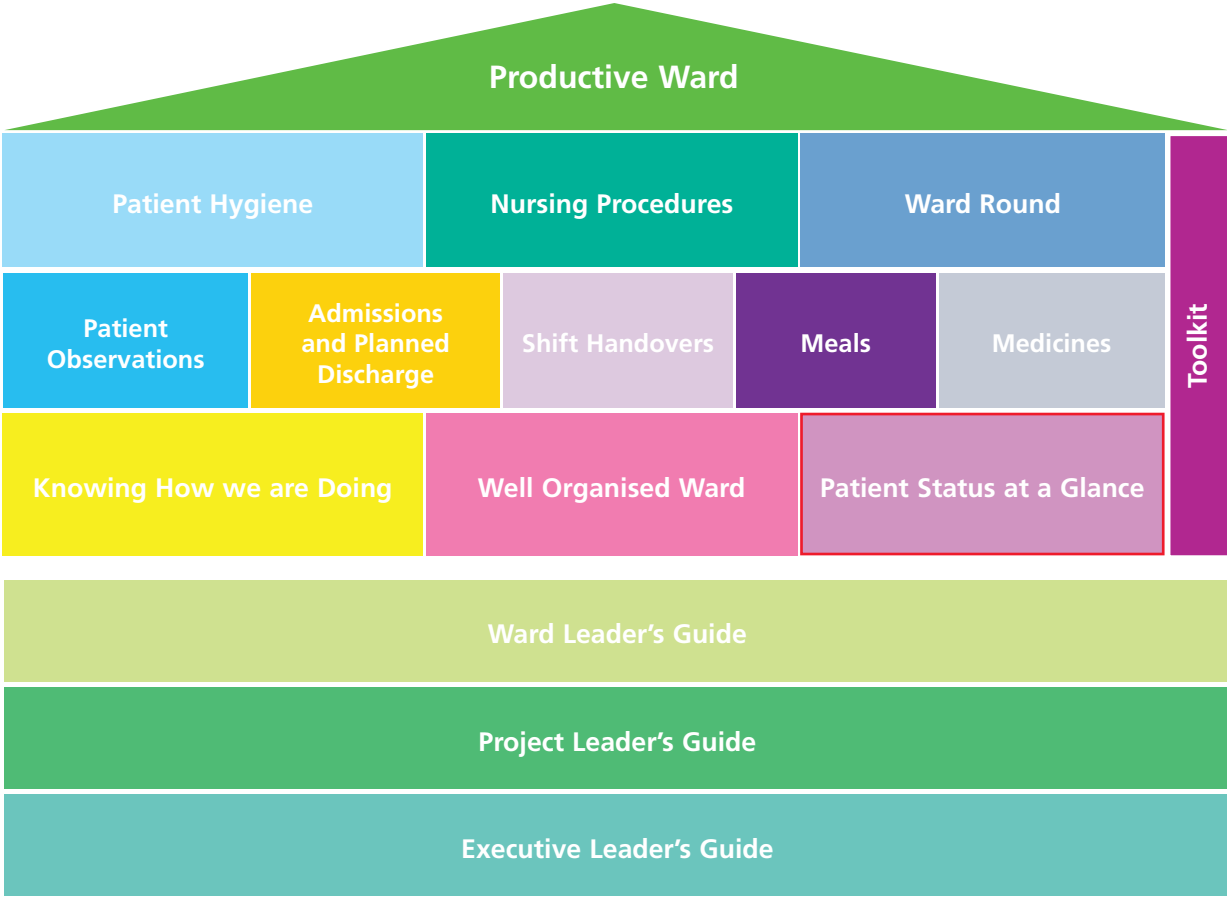 Productive Ward
Patient Hygiene
Nursing Procedures
Ward Round
Patient
Observations
Admissions
and Planned
Discharge
Shift Handovers
Meals
Medicines
Toolkit
Knowing How we are Doing
Well Organised Ward
Patient Status at a Glance
Ward Leader's Guide
Project Leader's Guide
Executive Leader's Guide